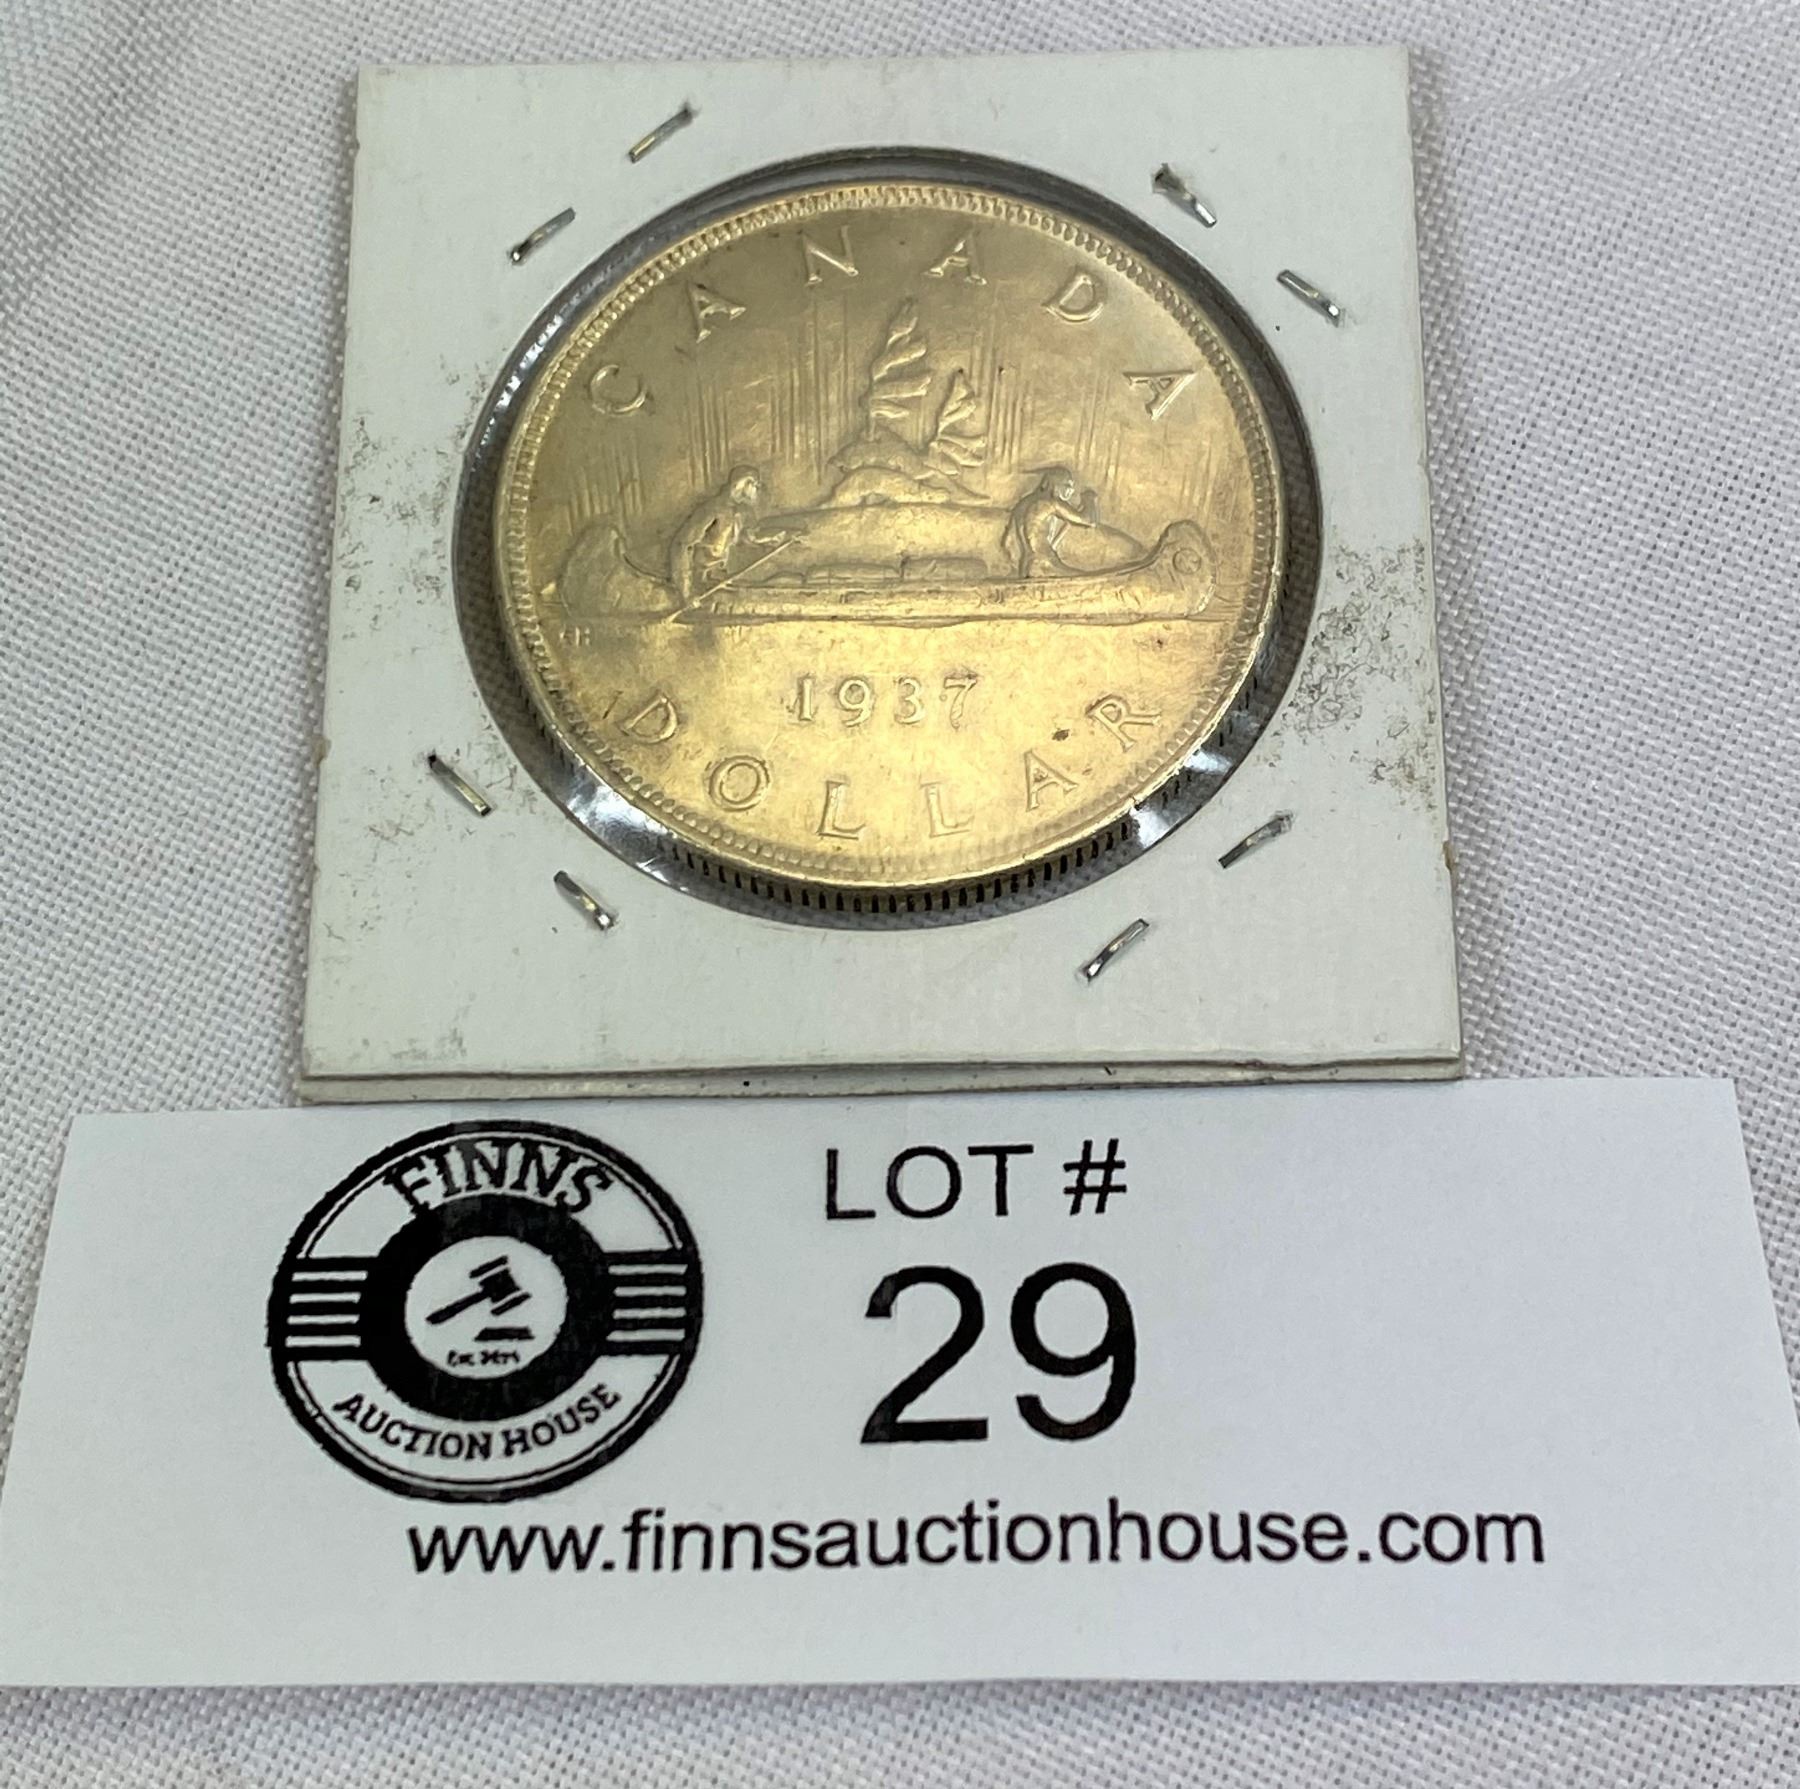 CANADA
1937
DOLLAR
FINNS
AUCTION HOUSE
LOT #
29
www.finnsauctionhouse.com